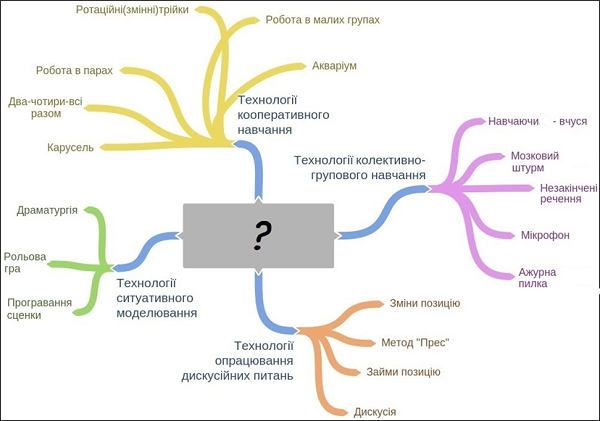 Ротаційні(змінні)трійки
Робота в малих групах
Робота в парах
Акваріум
Два-чотири-всі
разом
Карусель
Технології
кооперативного
навчання
Технології колективно-
групового навчання
Навчаючи - вчуся
Мозковий
штурм
Незакінчені
речення
Мікрофон
Ажурна
пилка
?
Драматургія
Рольова
гра
Програвання
сценки
Технології
ситуативного
моделювання
Технології
опрацювання
дискусійних питань
Зміни позицію
Метод "Прес"
Займи позицію
Дискусія